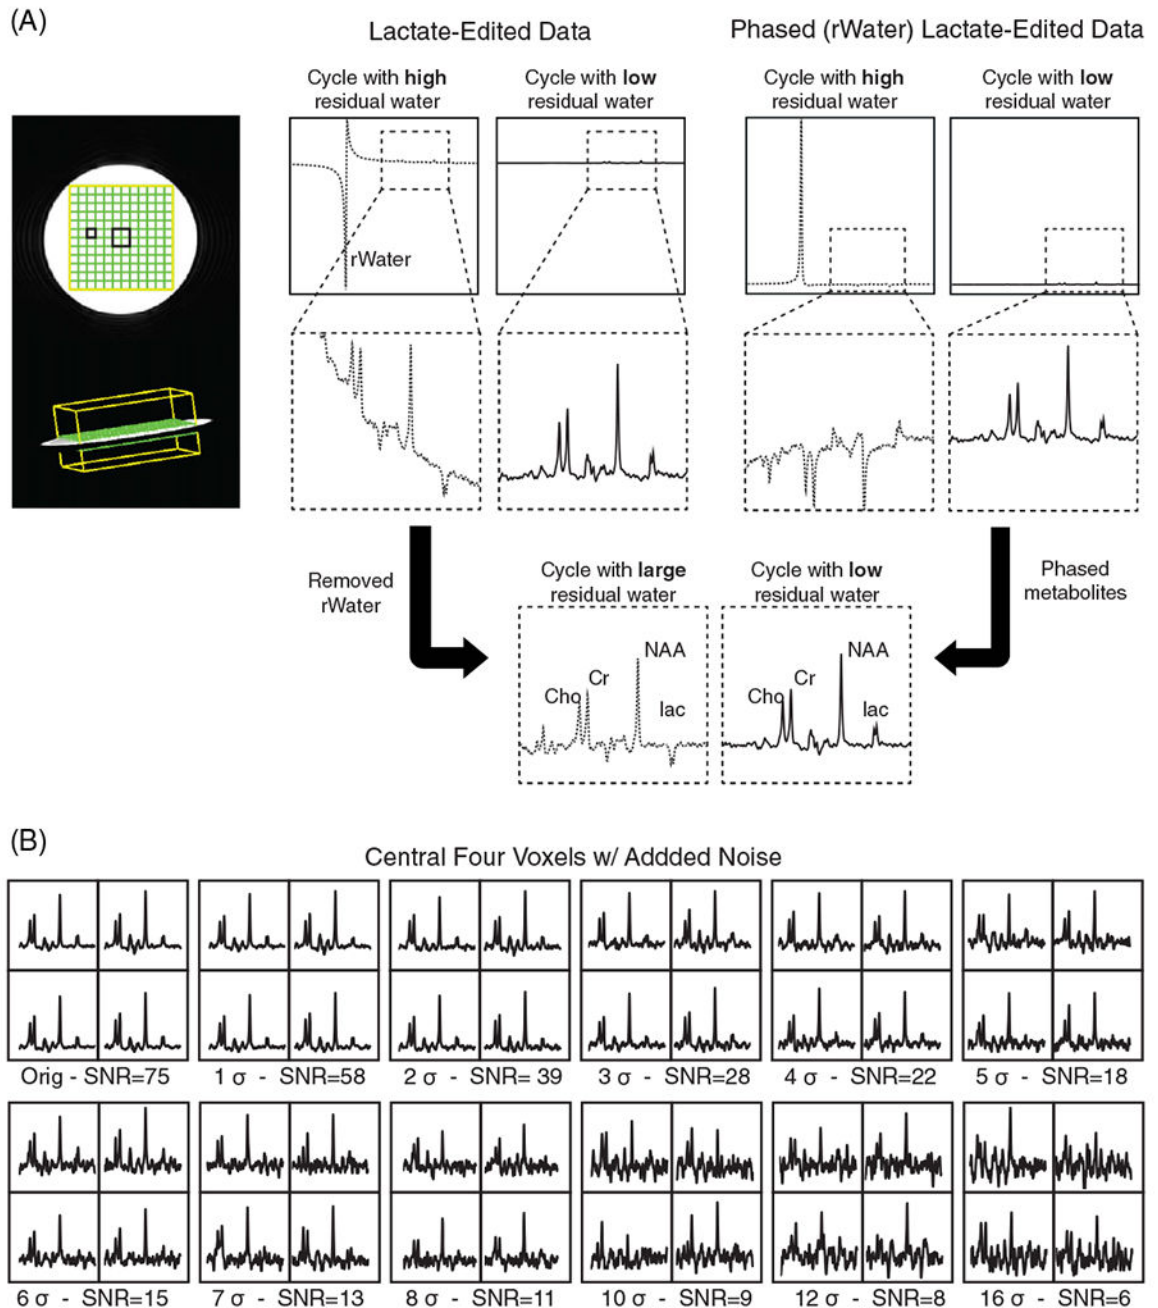 (A)
Lactate-Edited Data
Phased (rWater) Lactate-Edited Data
Cycle with high
residual water
Cycle with low
residual water
Cycle with high
residual water
Cycle with low
residual water
rWater
Removed
rWater
Cycle with large
residual water
Cycle with low
residual water
Phased
metabolites
NAA
Cr
Cho
lac
NAA
Cr
Cho
lac
(B)
Central Four Voxels w/ Addded Noise
Orig - SNR=75
1 σ - SNR=58
2 σ - SNR= 39
3 σ - SNR=28
4 σ - SNR=22
5 σ - SNR=18
6 σ - SNR=15
7 σ - SNR=13
8 σ - SNR=11
10 σ - SNR=9
12 σ - SNR=8
16 σ - SNR=6